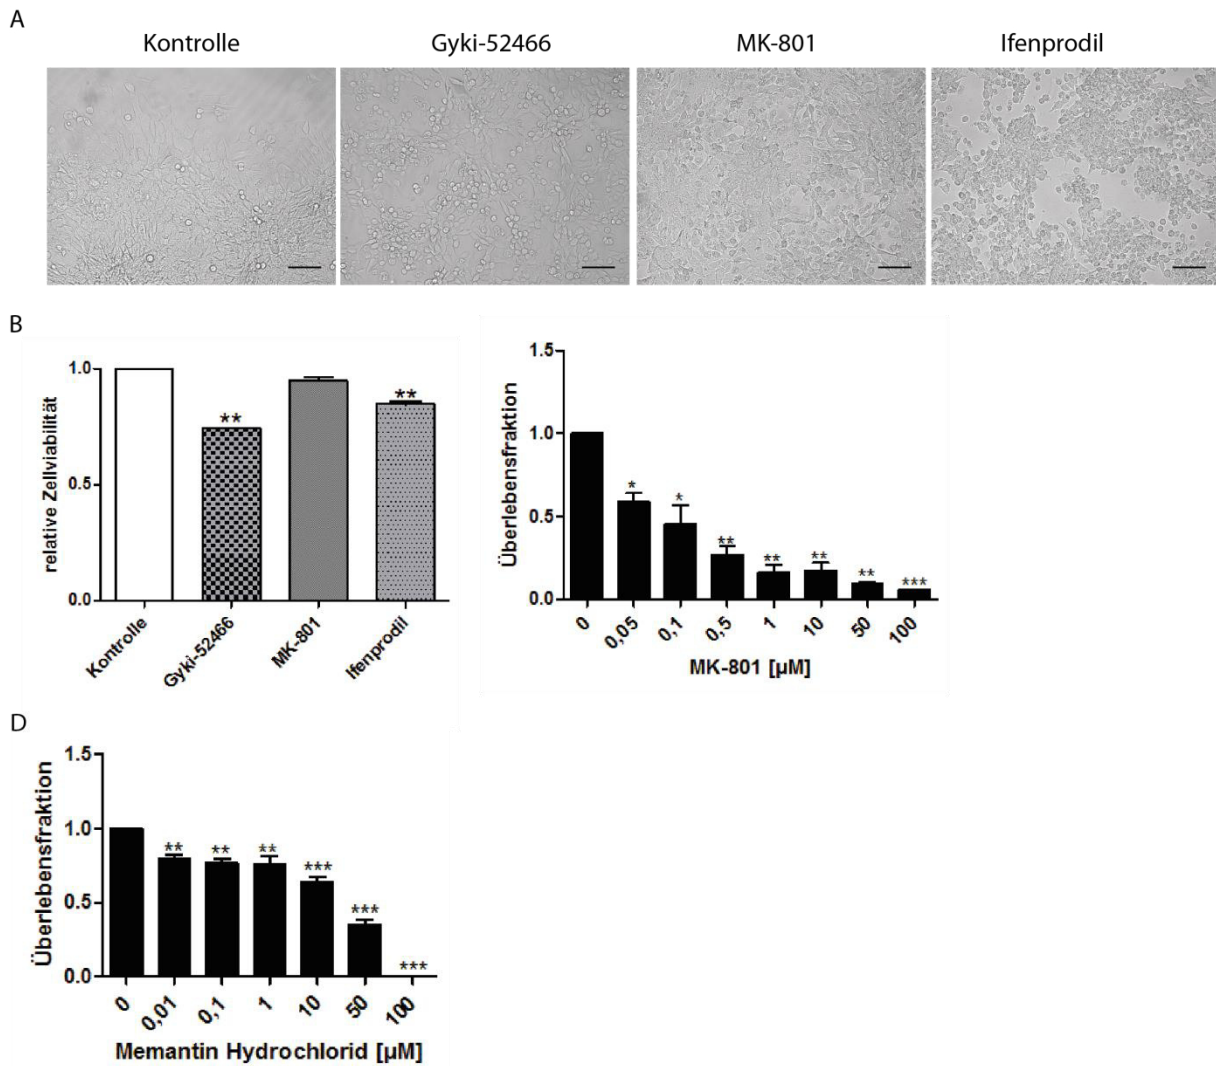 A
Kontrolle Gyki-52466 MK-801 Ifenprodil
B
relative Zellviabilität
1.0
0.5
0.0
** **
Kontrolle Gyki-52466 MK-801 Ifenprodil
Überlebensfraktion
1.5
1.0
0.5
0.0
* * ** ** ** ** ***
0 0,05 0,1 0,5 1 10 50 100
MK-801 [µM]
D
Überlebensfraktion
1.5
1.0
0.5
0.0
** ** ** *** *** ***
0 0,01 0,1 1 10 50 100
Memantin Hydrochlorid [µM]